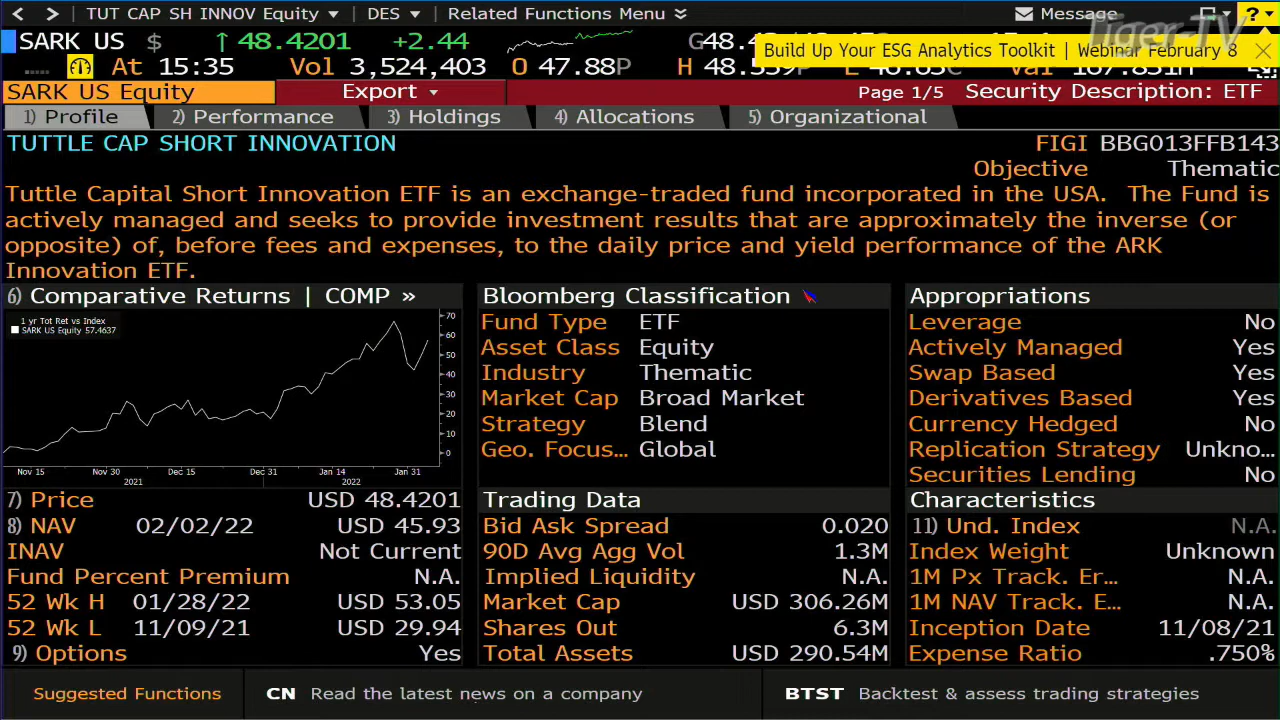 TUT CAP SH INNOV Equity DES Related Functions Menu Message ?
Tiger-TV
SARK US $ ↑ 48.4201 +2.44
Build Up Your ESG Analytics Toolkit | Webinar February 8
At 15:35 Vol 3,524,403 O 47.88P
SARK US Equity Export Page 1/5 Security Description: ETF
1) Profile 2) Performance 3) Holdings 4) Allocations 5) Organizational
TUTTLE CAP SHORT INNOVATION FIGI BBG013FFB143
Objective Thematic
Tuttle Capital Short Innovation ETF is an exchange-traded fund incorporated in the USA. The Fund is
actively managed and seeks to provide investment results that are approximately the inverse (or
opposite) of, before fees and expenses, to the daily price and yield performance of the ARK
Innovation ETF.
6) Comparative Returns | COMP »
1 yr Tot Ret vs Index
SARK US Equity 57.4637
70
60
50
40
30
20
10
0
Nov 15 Nov 30 Dec 15 Dec 31 Jan 14 Jan 31
2021 2022
Bloomberg Classification
Fund Type ETF
Asset Class Equity
Industry Thematic
Market Cap Broad Market
Strategy Blend
Geo. Focus... Global
Appropriations
Leverage No
Actively Managed Yes
Swap Based Yes
Derivatives Based Yes
Currency Hedged No
Replication Strategy Unkno...
Securities Lending No
7) Price USD 48.4201
8) NAV 02/02/22 USD 45.93
INAV Not Current
Fund Percent Premium N.A.
52 Wk H 01/28/22 USD 53.05
52 Wk L 11/09/21 USD 29.94
9) Options Yes
Trading Data
Bid Ask Spread 0.020
90D Avg Agg Vol 1.3M
Implied Liquidity N.A.
Market Cap USD 306.26M
Shares Out 6.3M
Total Assets USD 290.54M
Characteristics
11) Und. Index N.A.
Index Weight Unknown
1M Px Track. Er... N.A.
1M NAV Track. E... N.A.
Inception Date 11/08/21
Expense Ratio .750%
Suggested Functions CN Read the latest news on a company BTST Backtest & assess trading strategies